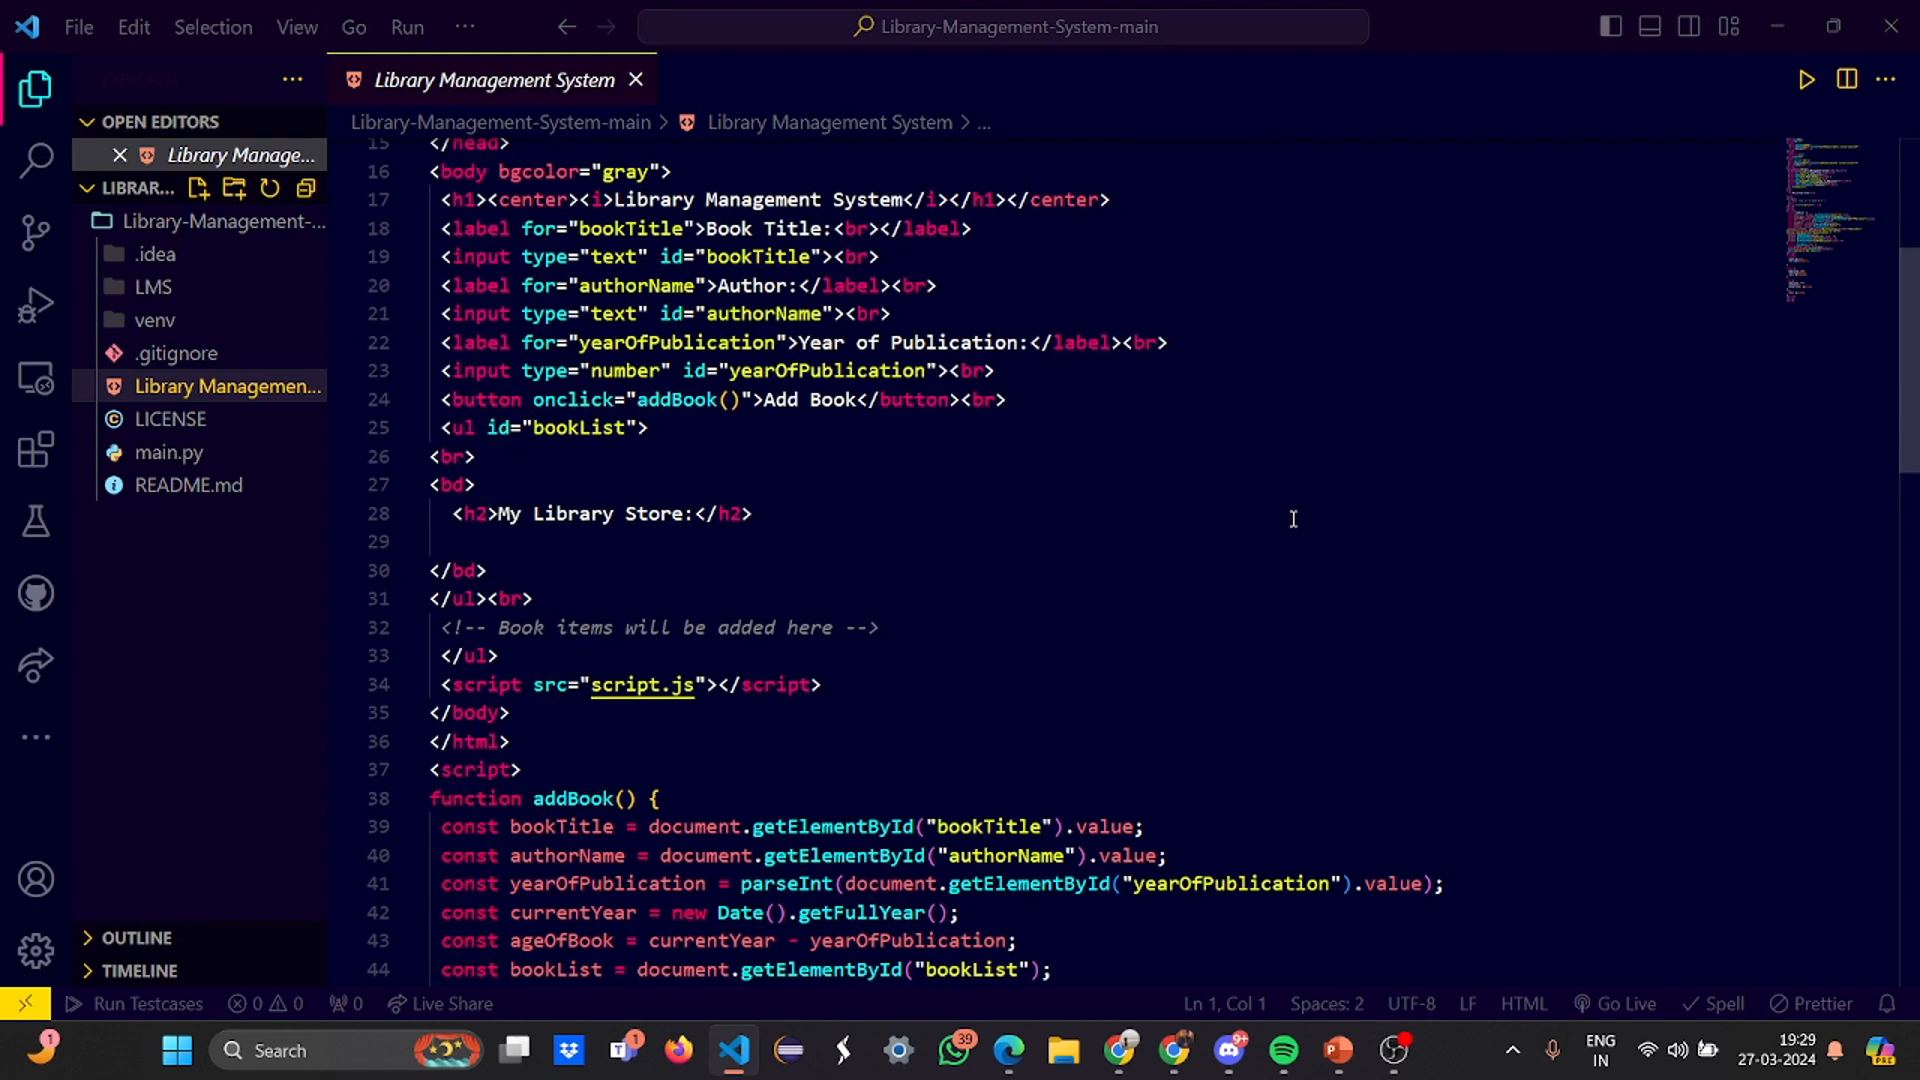 File Edit Selection View Go Run ··· Library-Management-System-main
EXPLORER
Library Management System
OPEN EDITORS
Library Manage...
LIBRAR...
Library-Management-...
.idea
LMS
venv
.gitignore
Library Managemen...
LICENSE
main.py
README.md
OUTLINE
TIMELINE
Library-Management-System-main > Library Management System > ...
15 </head>
16 <body bgcolor="gray">
17 <h1><center><i>Library Management System</i></h1></center>
18 <label for="bookTitle">Book Title:<br></label>
19 <input type="text" id="bookTitle"><br>
20 <label for="authorName">Author:</label><br>
21 <input type="text" id="authorName"><br>
22 <label for="yearOfPublication">Year of Publication:</label><br>
23 <input type="number" id="yearOfPublication"><br>
24 <button onclick="addBook()">Add Book</button><br>
25 <ul id="bookList">
26 <br>
27 <bd>
28 <h2>My Library Store:</h2>
29
30 </bd>
31 </ul><br>
32 <!-- Book items will be added here -->
33 </ul>
34 <script src="script.js"></script>
35 </body>
36 </html>
37 <script>
38 function addBook() {
39 const bookTitle = document.getElementById("bookTitle").value;
40 const authorName = document.getElementById("authorName").value;
41 const yearOfPublication = parseInt(document.getElementById("yearOfPublication").value);
42 const currentYear = new Date().getFullYear();
43 const ageOfBook = currentYear - yearOfPublication;
44 const bookList = document.getElementById("bookList");
Run Testcases 0 0 0 Live Share Ln 1, Col 1 Spaces: 2 UTF-8 LF HTML Go Live Spell Prettier
1 Search 1 39 9+ ENG 19:29
IN 27-03-2024 PRE